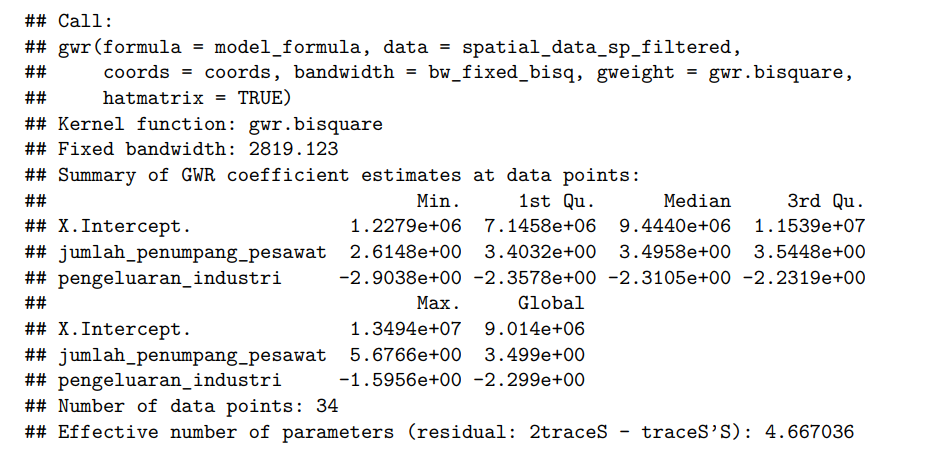 ## Call:
## gwr(formula = model_formula, data = spatial_data_sp_filtered,
##     coords = coords, bandwidth = bw_fixed_bisq, gweight = gwr.bisquare,
##     hatmatrix = TRUE)
## Kernel function: gwr.bisquare
## Fixed bandwidth: 2819.123
## Summary of GWR coefficient estimates at data points:
##                                Min.     1st Qu.      Median     3rd Qu.
## X.Intercept.             1.2279e+06  7.1458e+06  9.4440e+06  1.1539e+07
## jumlah_penumpang_pesawat 2.6148e+00  3.4032e+00  3.4958e+00  3.5448e+00
## pengeluaran_industri    -2.9038e+00 -2.3578e+00 -2.3105e+00 -2.2319e+00
##                                Max.     Global
## X.Intercept.             1.3494e+07  9.014e+06
## jumlah_penumpang_pesawat 5.6766e+00  3.499e+00
## pengeluaran_industri    -1.5956e+00 -2.299e+00
## Number of data points: 34
## Effective number of parameters (residual: 2traceS - traceS’S): 4.667036